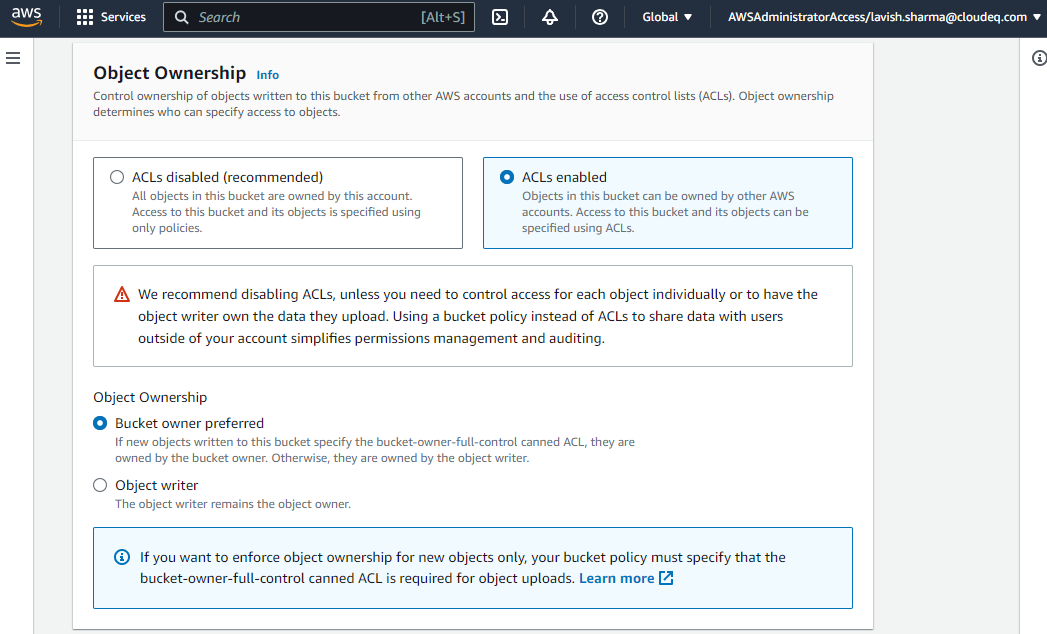 aws Services Search [Alt+S] Global AWSAdministratorAccess/lavish.sharma@cloudeq.com
Object Ownership Info
Control ownership of objects written to this bucket from other AWS accounts and the use of access control lists (ACLs). Object ownership
determines who can specify access to objects.
ACLs disabled (recommended)
All objects in this bucket are owned by this account.
Access to this bucket and its objects is specified using
only policies.
ACLs enabled
Objects in this bucket can be owned by other AWS
accounts. Access to this bucket and its objects can be
specified using ACLs.
We recommend disabling ACLs, unless you need to control access for each object individually or to have the
object writer own the data they upload. Using a bucket policy instead of ACLs to share data with users
outside of your account simplifies permissions management and auditing.
Object Ownership
Bucket owner preferred
If new objects written to this bucket specify the bucket-owner-full-control canned ACL, they are
owned by the bucket owner. Otherwise, they are owned by the object writer.
Object writer
The object writer remains the object owner.
If you want to enforce object ownership for new objects only, your bucket policy must specify that the
bucket-owner-full-control canned ACL is required for object uploads. Learn more